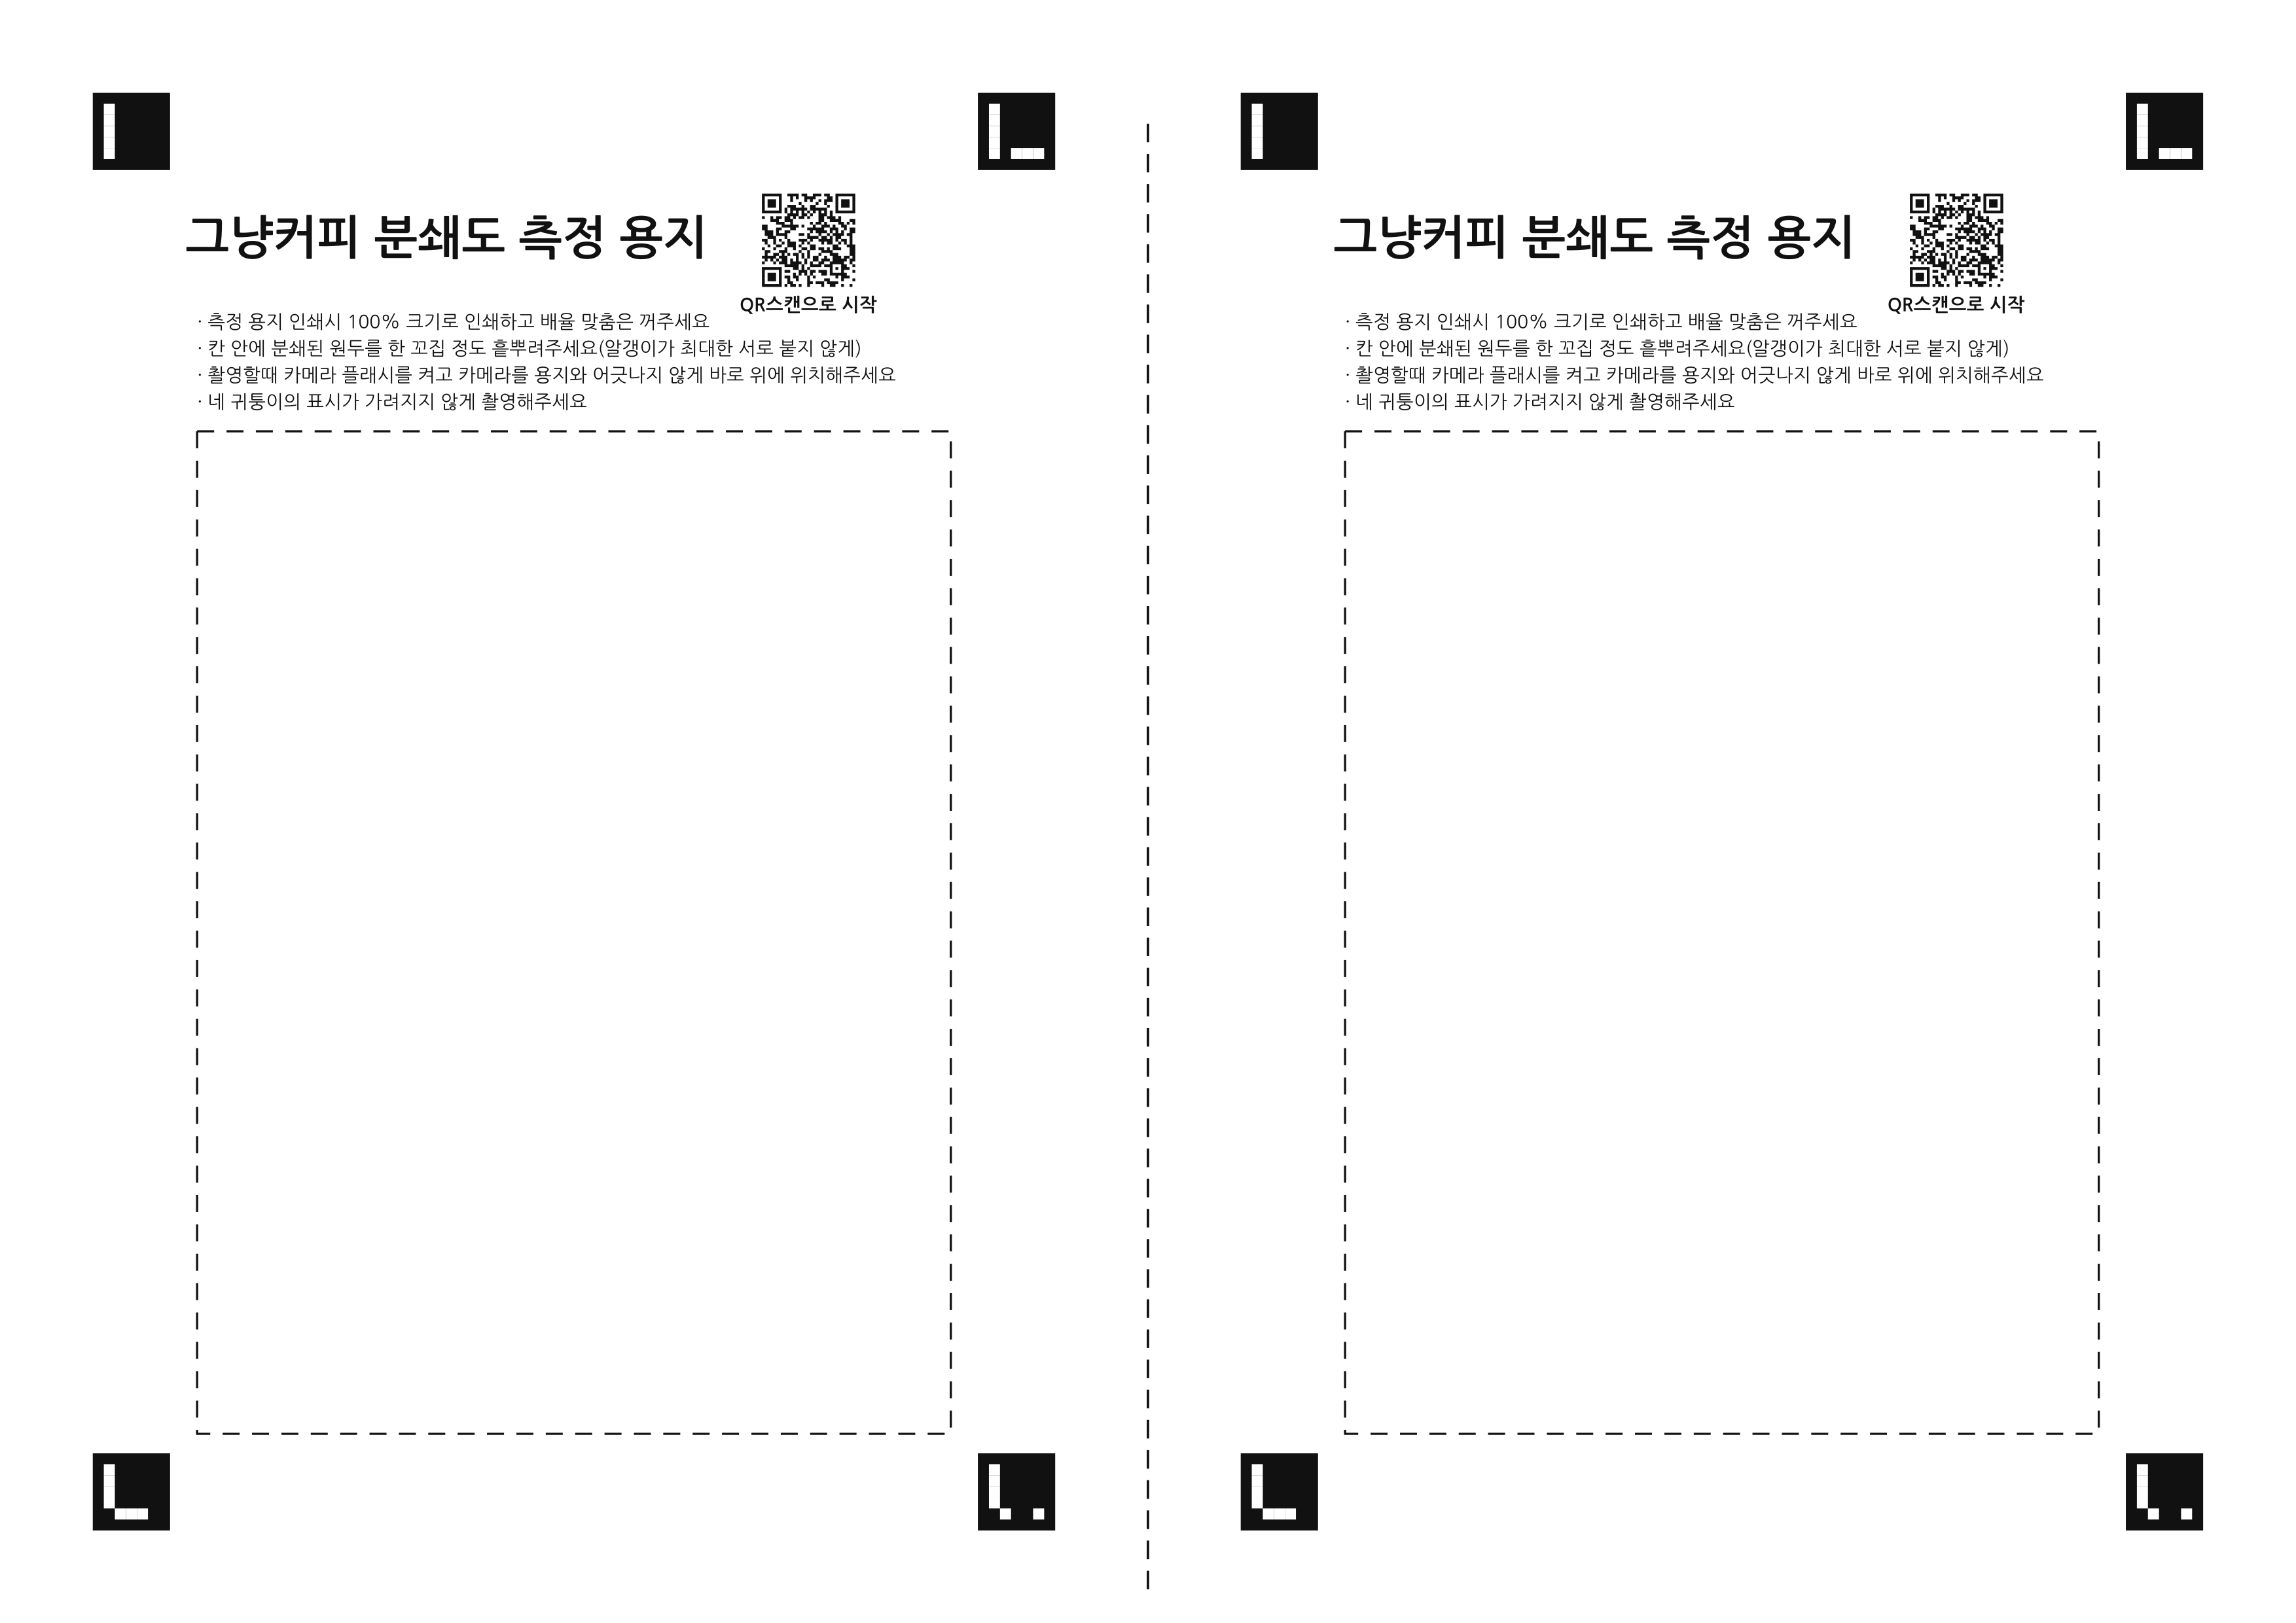 그냥커피 분쇄도 측정 용지
QR스캔으로 시작
· 측정 용지 인쇄시 100% 크기로 인쇄하고 배율 맞춤은 꺼주세요
· 칸 안에 분쇄된 원두를 한 꼬집 정도 흩뿌려주세요(알갱이가 최대한 서로 붙지 않게)
· 촬영할때 카메라 플래시를 켜고 카메라를 용지와 어긋나지 않게 바로 위에 위치해주세요
· 네 귀퉁이의 표시가 가려지지 않게 촬영해주세요
그냥커피 분쇄도 측정 용지
QR스캔으로 시작
· 측정 용지 인쇄시 100% 크기로 인쇄하고 배율 맞춤은 꺼주세요
· 칸 안에 분쇄된 원두를 한 꼬집 정도 흩뿌려주세요(알갱이가 최대한 서로 붙지 않게)
· 촬영할때 카메라 플래시를 켜고 카메라를 용지와 어긋나지 않게 바로 위에 위치해주세요
· 네 귀퉁이의 표시가 가려지지 않게 촬영해주세요